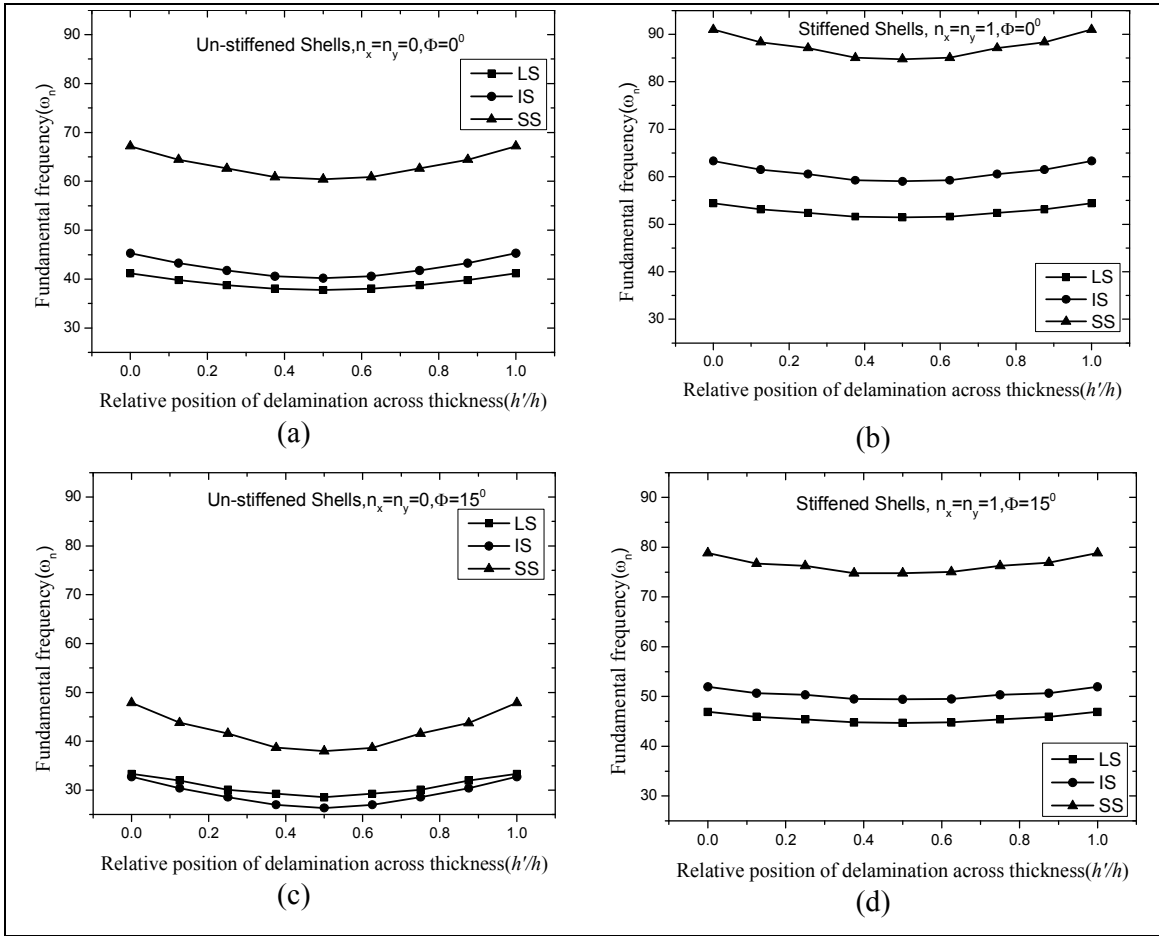 Un-stiffened Shells,nₓ=n_y=0,Φ=0⁰
LS
IS
SS
90
80
70
60
50
40
30
Fundamental frequency(ωₙ)
0.0 0.2 0.4 0.6 0.8 1.0
Relative position of delamination across thickness(h'/h)
(a)
Stiffened Shells, nₓ=n_y=1,Φ=0⁰
90
80
70
60
50
40
30
Fundamental frequency(ωₙ)
LS
IS
SS
0.0 0.2 0.4 0.6 0.8 1.0
Relative position of delamination across thickness(h'/h)
(b)
Un-stiffened Shells,nₓ=n_y=0,Φ=15⁰
LS
IS
SS
90
80
70
60
50
40
30
Fundamental frequency(ωₙ)
0.0 0.2 0.4 0.6 0.8 1.0
Relative position of delamination across thickness(h'/h)
(c)
Stiffened Shells, nₓ=n_y=1,Φ=15⁰
90
80
70
60
50
40
30
Fundamental frequency(ωₙ)
LS
IS
SS
0.0 0.2 0.4 0.6 0.8 1.0
Relative position of delamination across thickness(h'/h)
(d)